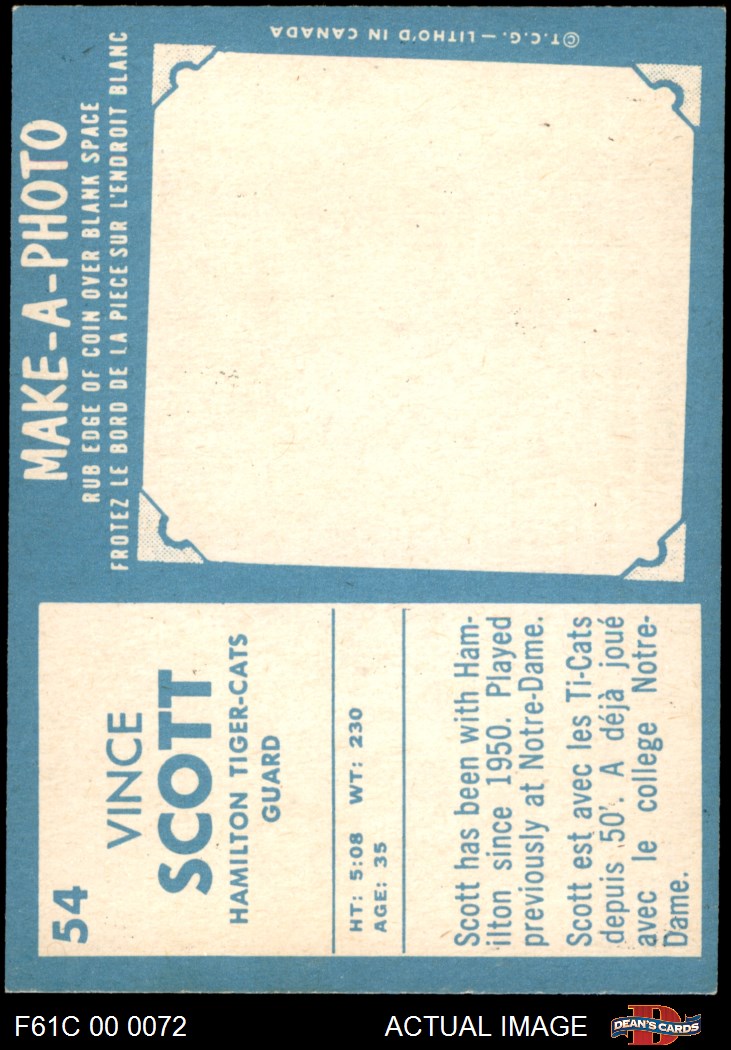 54
VINCE
SCOTT
HAMILTON TIGER-CATS
GUARD
HT: 5:08 WT: 230
AGE: 35
Scott has been with Ham-
ilton since 1950. Played
previously at Notre-Dame.
Scott est avec les Ti-Cats
depuis '50'. A déjà joué
avec le college Notre-
Dame.
MAKE-A-PHOTO
RUB EDGE OF COIN OVER BLANK SPACE
FROTEZ LE BORD DE LA PIECE SUR L'ENDROIT BLANC
©T.C.G. — LITHO'D IN CANADA
F61C 00 0072
ACTUAL IMAGE
D
DEAN'S CARDS